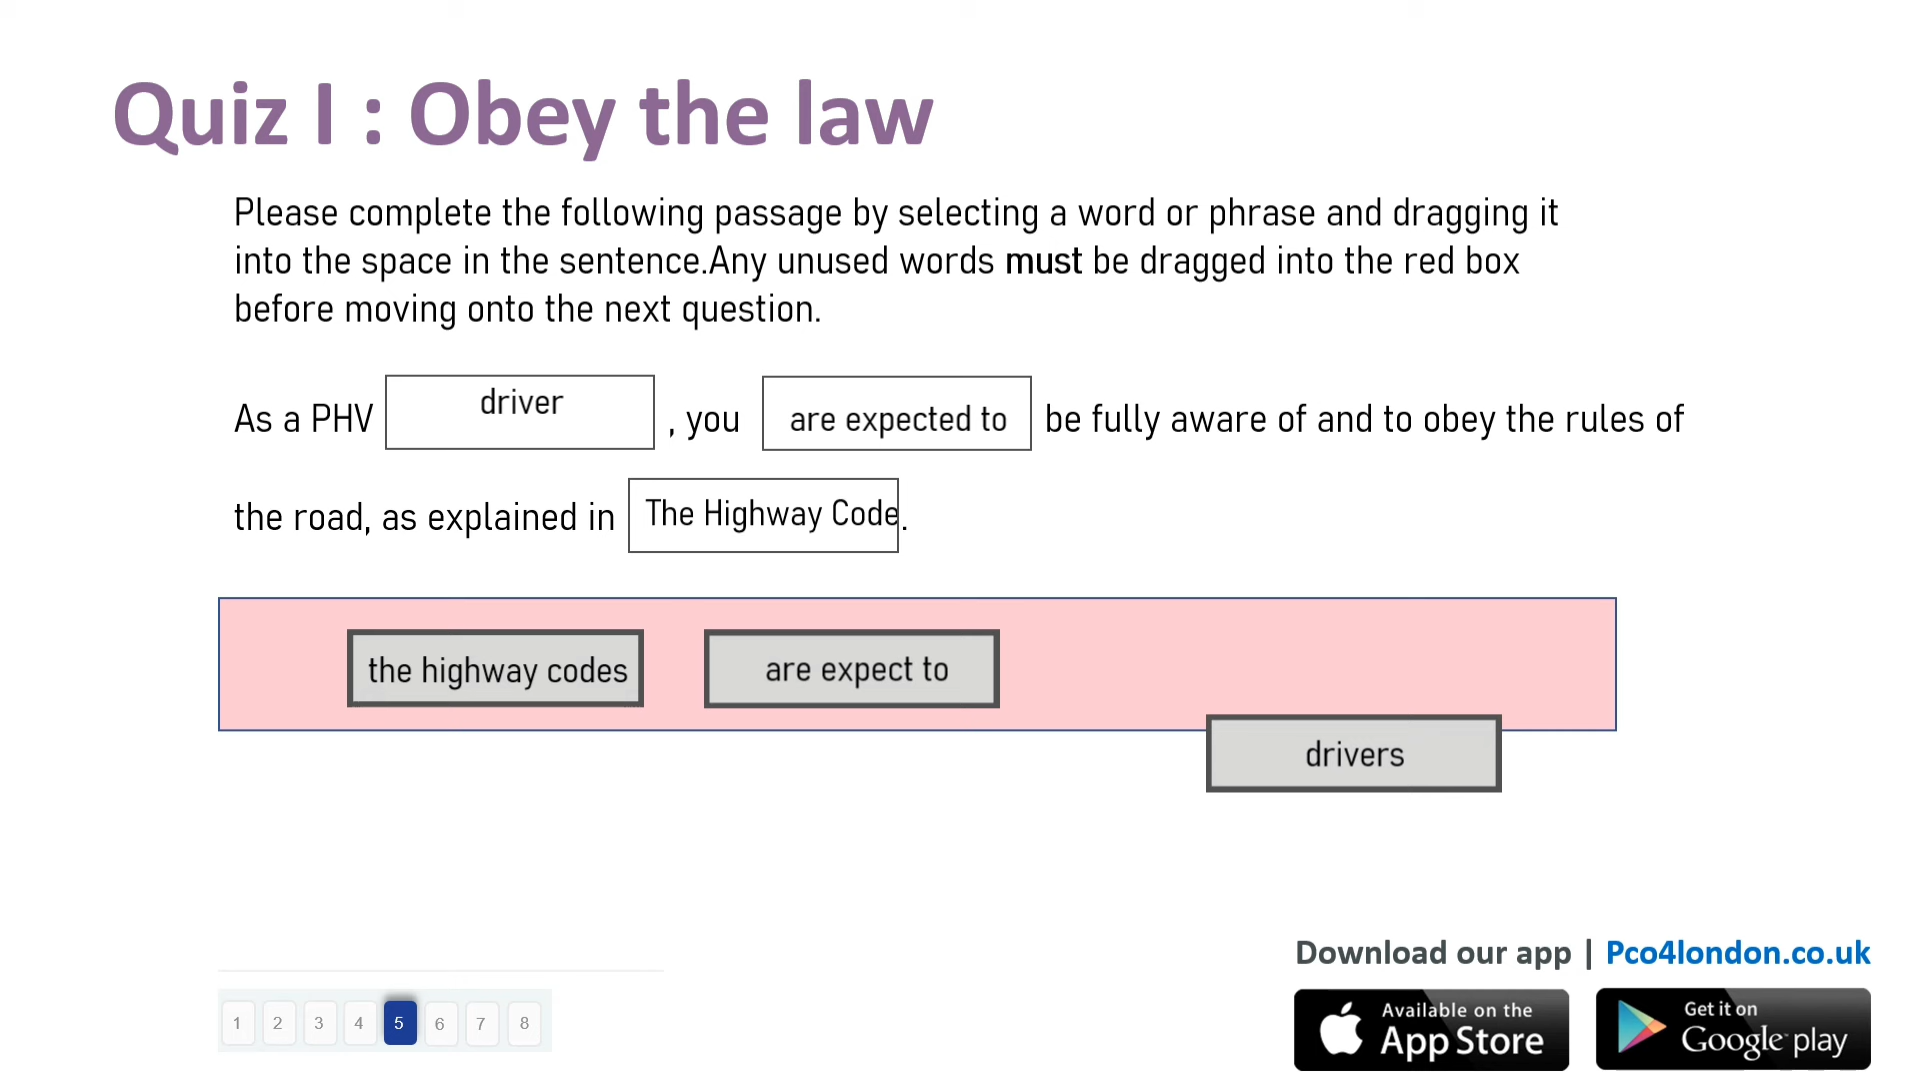 Quiz I : Obey the law
Please complete the following passage by selecting a word or phrase and dragging it
into the space in the sentence.Any unused words must be dragged into the red box
before moving onto the next question.
As a PHV driver , you are expected to be fully aware of and to obey the rules of
the road, as explained in The Highway Code.
the highway codes are expect to
drivers
Download our app | Pco4london.co.uk
1 2 3 4 5 6 7 8
Available on the
App Store
Get it on
Google play